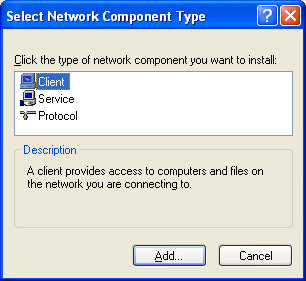 Select Network Component Type
Click the type of network component you want to install:
Client
Service
Protocol
Description
A client provides access to computers and files on
the network you are connecting to.
Add...
Cancel